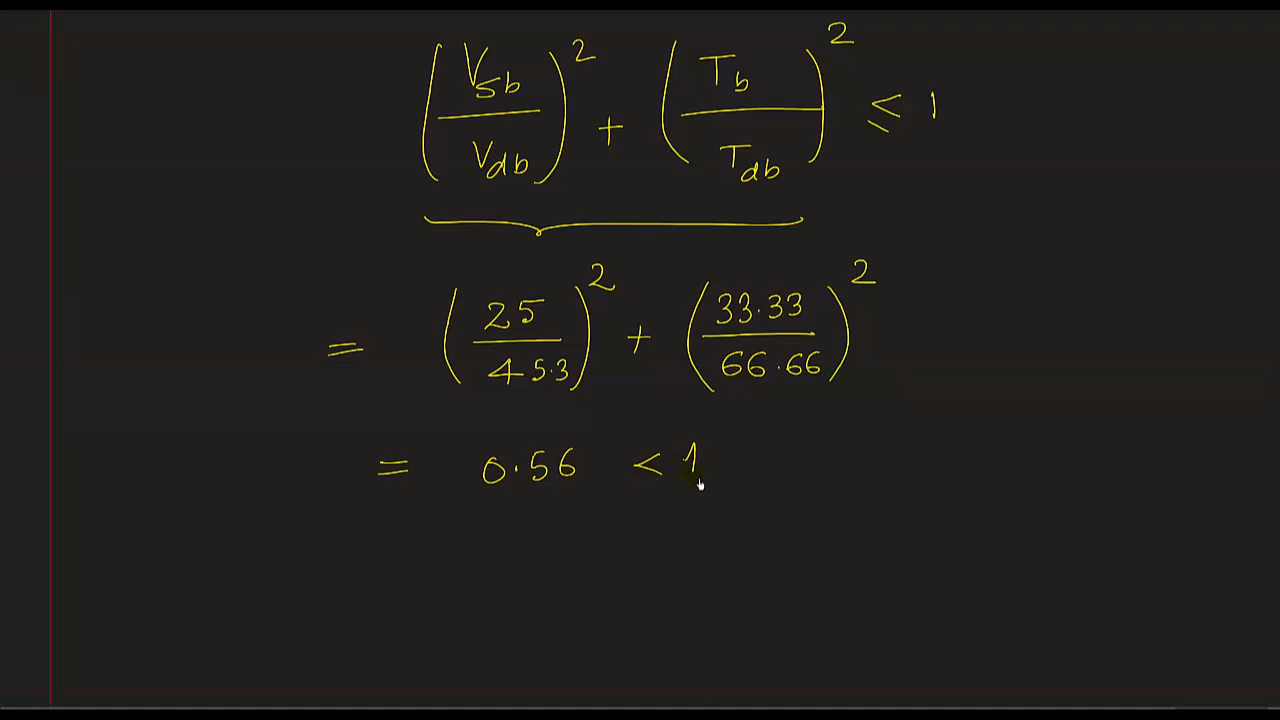 (V_sb / V_db)^2 + (T_b / T_db)^2 ≤ 1
= (25 / 45.3)^2 + (33.33 / 66.66)^2
= 0.56 < 1